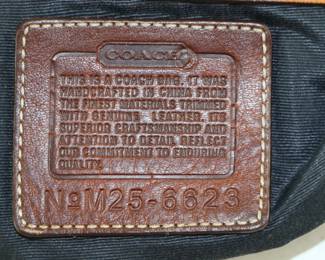 COACH
THIS IS A COACH BAG. IT WAS
HANDCRAFTED IN CHINA FROM
THE FINEST MATERIALS TRIMMED
WITH GENUINE LEATHER. ITS
SUPERIOR CRAFTSMANSHIP AND
ATTENTION TO DETAIL REFLECT
OUR COMMITMENT TO ENDURING
QUALITY.
NºM25-6623